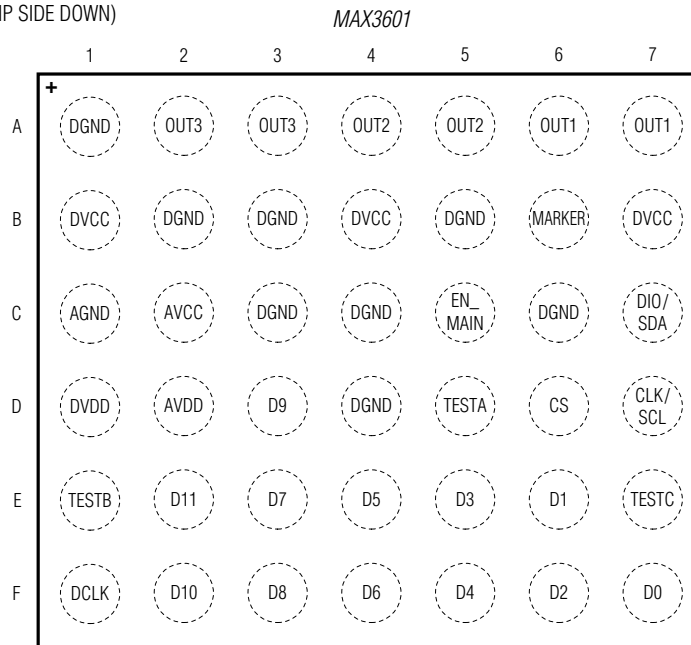 IP SIDE DOWN)
MAX3601
1 2 3 4 5 6 7
+
A DGND OUT3 OUT3 OUT2 OUT2 OUT1 OUT1
B DVCC DGND DGND DVCC DGND MARKER DVCC
C AGND AVCC DGND DGND EN_ MAIN DGND DIO/ SDA
D DVDD AVDD D9 DGND TESTA CS CLK/ SCL
E TESTB D11 D7 D5 D3 D1 TESTC
F DCLK D10 D8 D6 D4 D2 D0